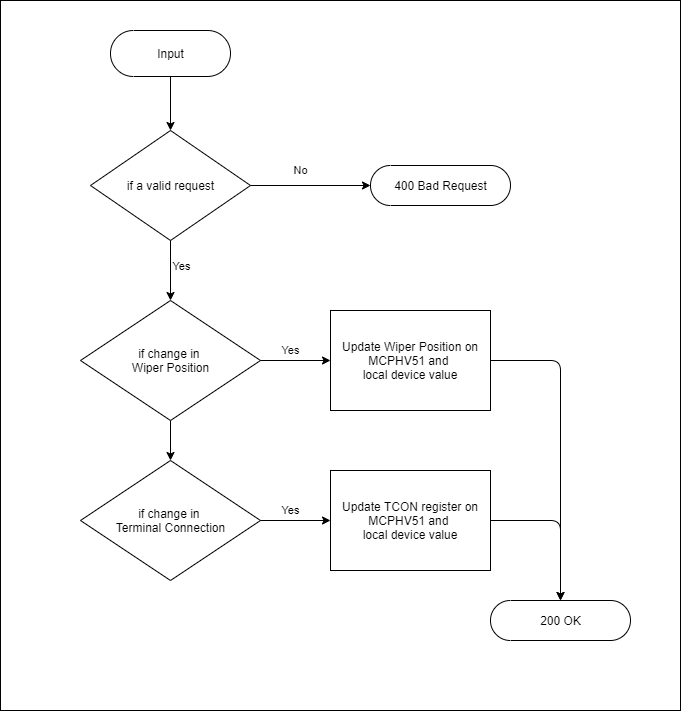 Input
if a valid request
No
400 Bad Request
Yes
if change in
Wiper Position
Yes
Update Wiper Position on
MCPHV51 and
local device value
if change in
Terminal Connection
Yes
Update TCON register on
MCPHV51 and
local device value
200 OK